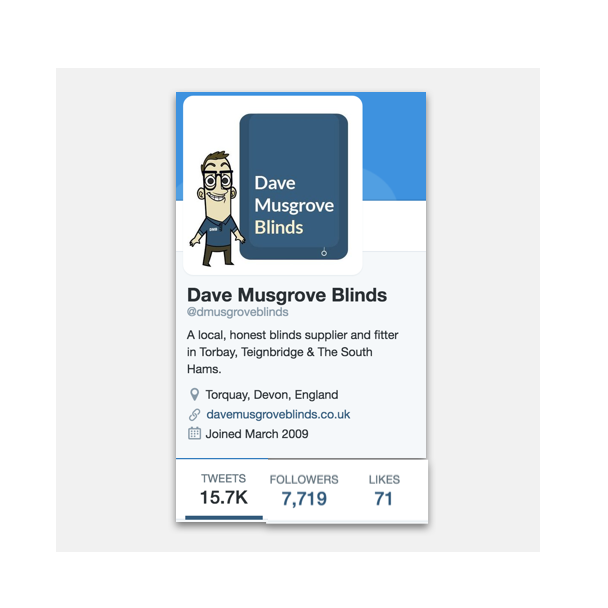 Dave
Musgrove
Blinds
Dave Musgrove Blinds
@dmusgroveblinds
A local, honest blinds supplier and fitter
in Torbay, Teignbridge & The South
Hams.
Torquay, Devon, England
davemusgroveblinds.co.uk
Joined March 2009
TWEETS FOLLOWERS LIKES
15.7K 7,719 71